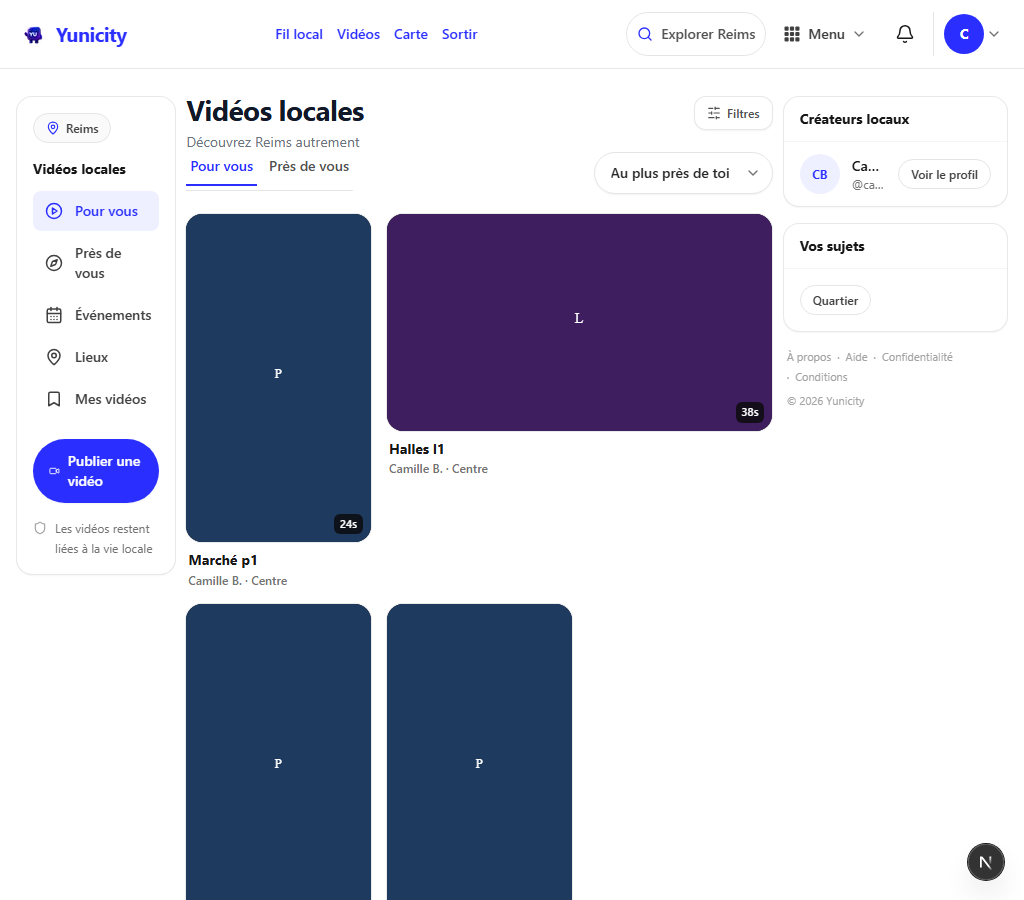 Yunicity
Fil local Vidéos Carte Sortir
Explorer Reims
Menu
C
Reims
Vidéos locales
Pour vous
Près de
vous
Événements
Lieux
Mes vidéos
Publier une
vidéo
Les vidéos restent
liées à la vie locale
Vidéos locales
Découvrez Reims autrement
Filtres
Pour vous Près de vous
Au plus près de toi
P
24s
Marché p1
Camille B. · Centre
L
38s
Halles l1
Camille B. · Centre
P
P
Créateurs locaux
CB
Ca...
@ca...
Voir le profil
Vos sujets
Quartier
À propos · Aide · Confidentialité
· Conditions
© 2026 Yunicity
N